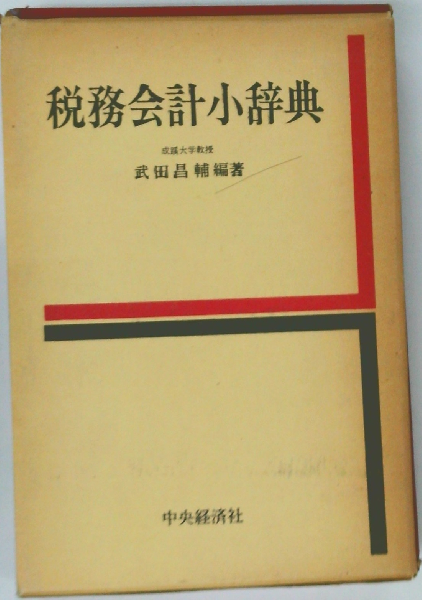 税務会計小辞典
成蹊大学教授
武田昌輔編著
中央経済社